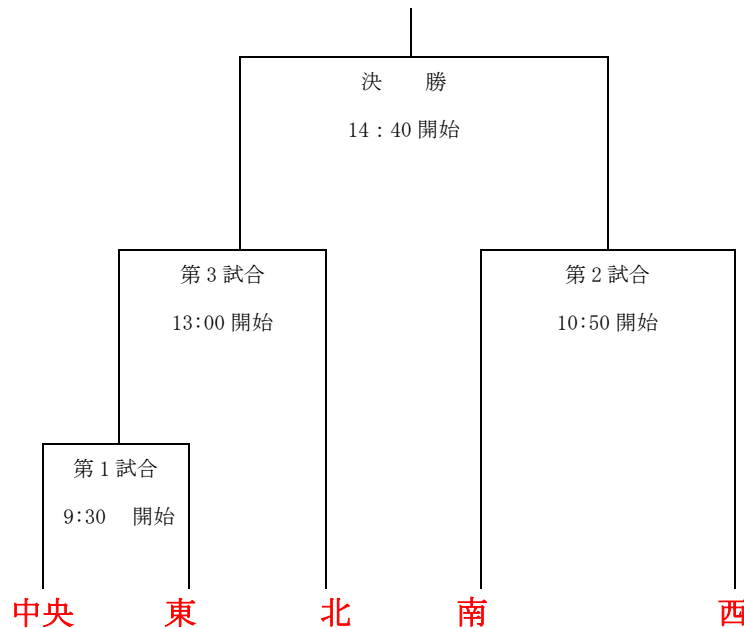 決　　勝
14：40 開始
第 3 試合
13:00 開始
第 2 試合
10:50 開始
第 1 試合
9:30　開始
中央　東　北　南　西